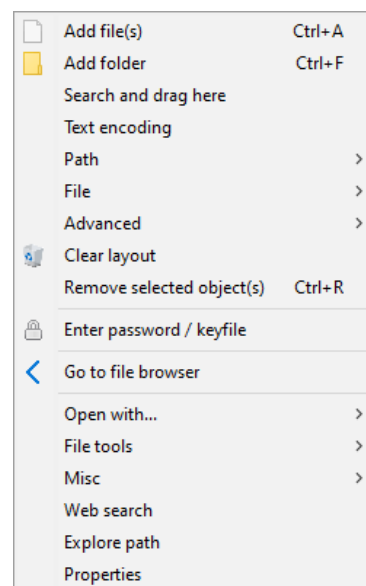 Add file(s) Ctrl+A
Add folder Ctrl+F
Search and drag here
Text encoding
Path
File
Advanced
Clear layout
Remove selected object(s) Ctrl+R
Enter password / keyfile
Go to file browser
Open with...
File tools
Misc
Web search
Explore path
Properties